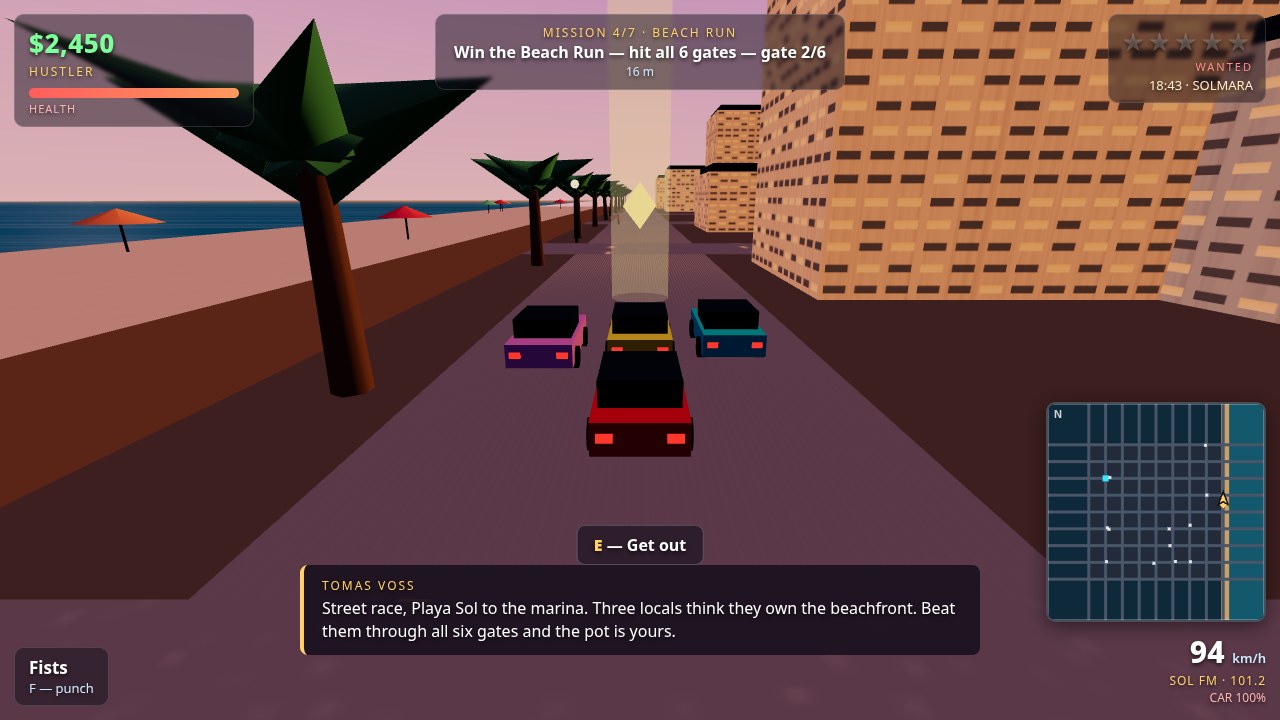 $2,450
HUSTLER
HEALTH
MISSION 4/7 · BEACH RUN
Win the Beach Run — hit all 6 gates — gate 2/6
16 m
WANTED
18:43 · SOLMARA
N
E — Get out
TOMAS VOSS
Street race, Playa Sol to the marina. Three locals think they own the beachfront. Beat
them through all six gates and the pot is yours.
Fists
F — punch
94 km/h
SOL FM · 101.2
CAR 100%